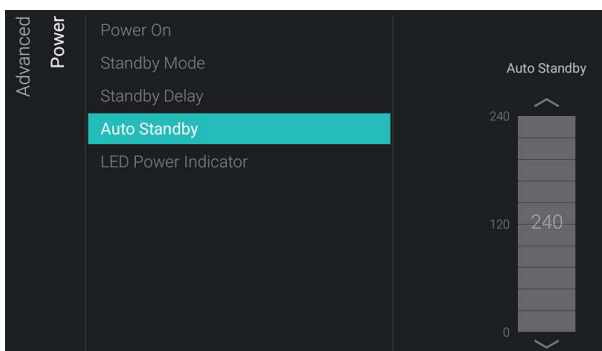 Advanced
Power
Power On
Standby Mode
Standby Delay
Auto Standby
LED Power Indicator
Auto Standby
240
120
240
0